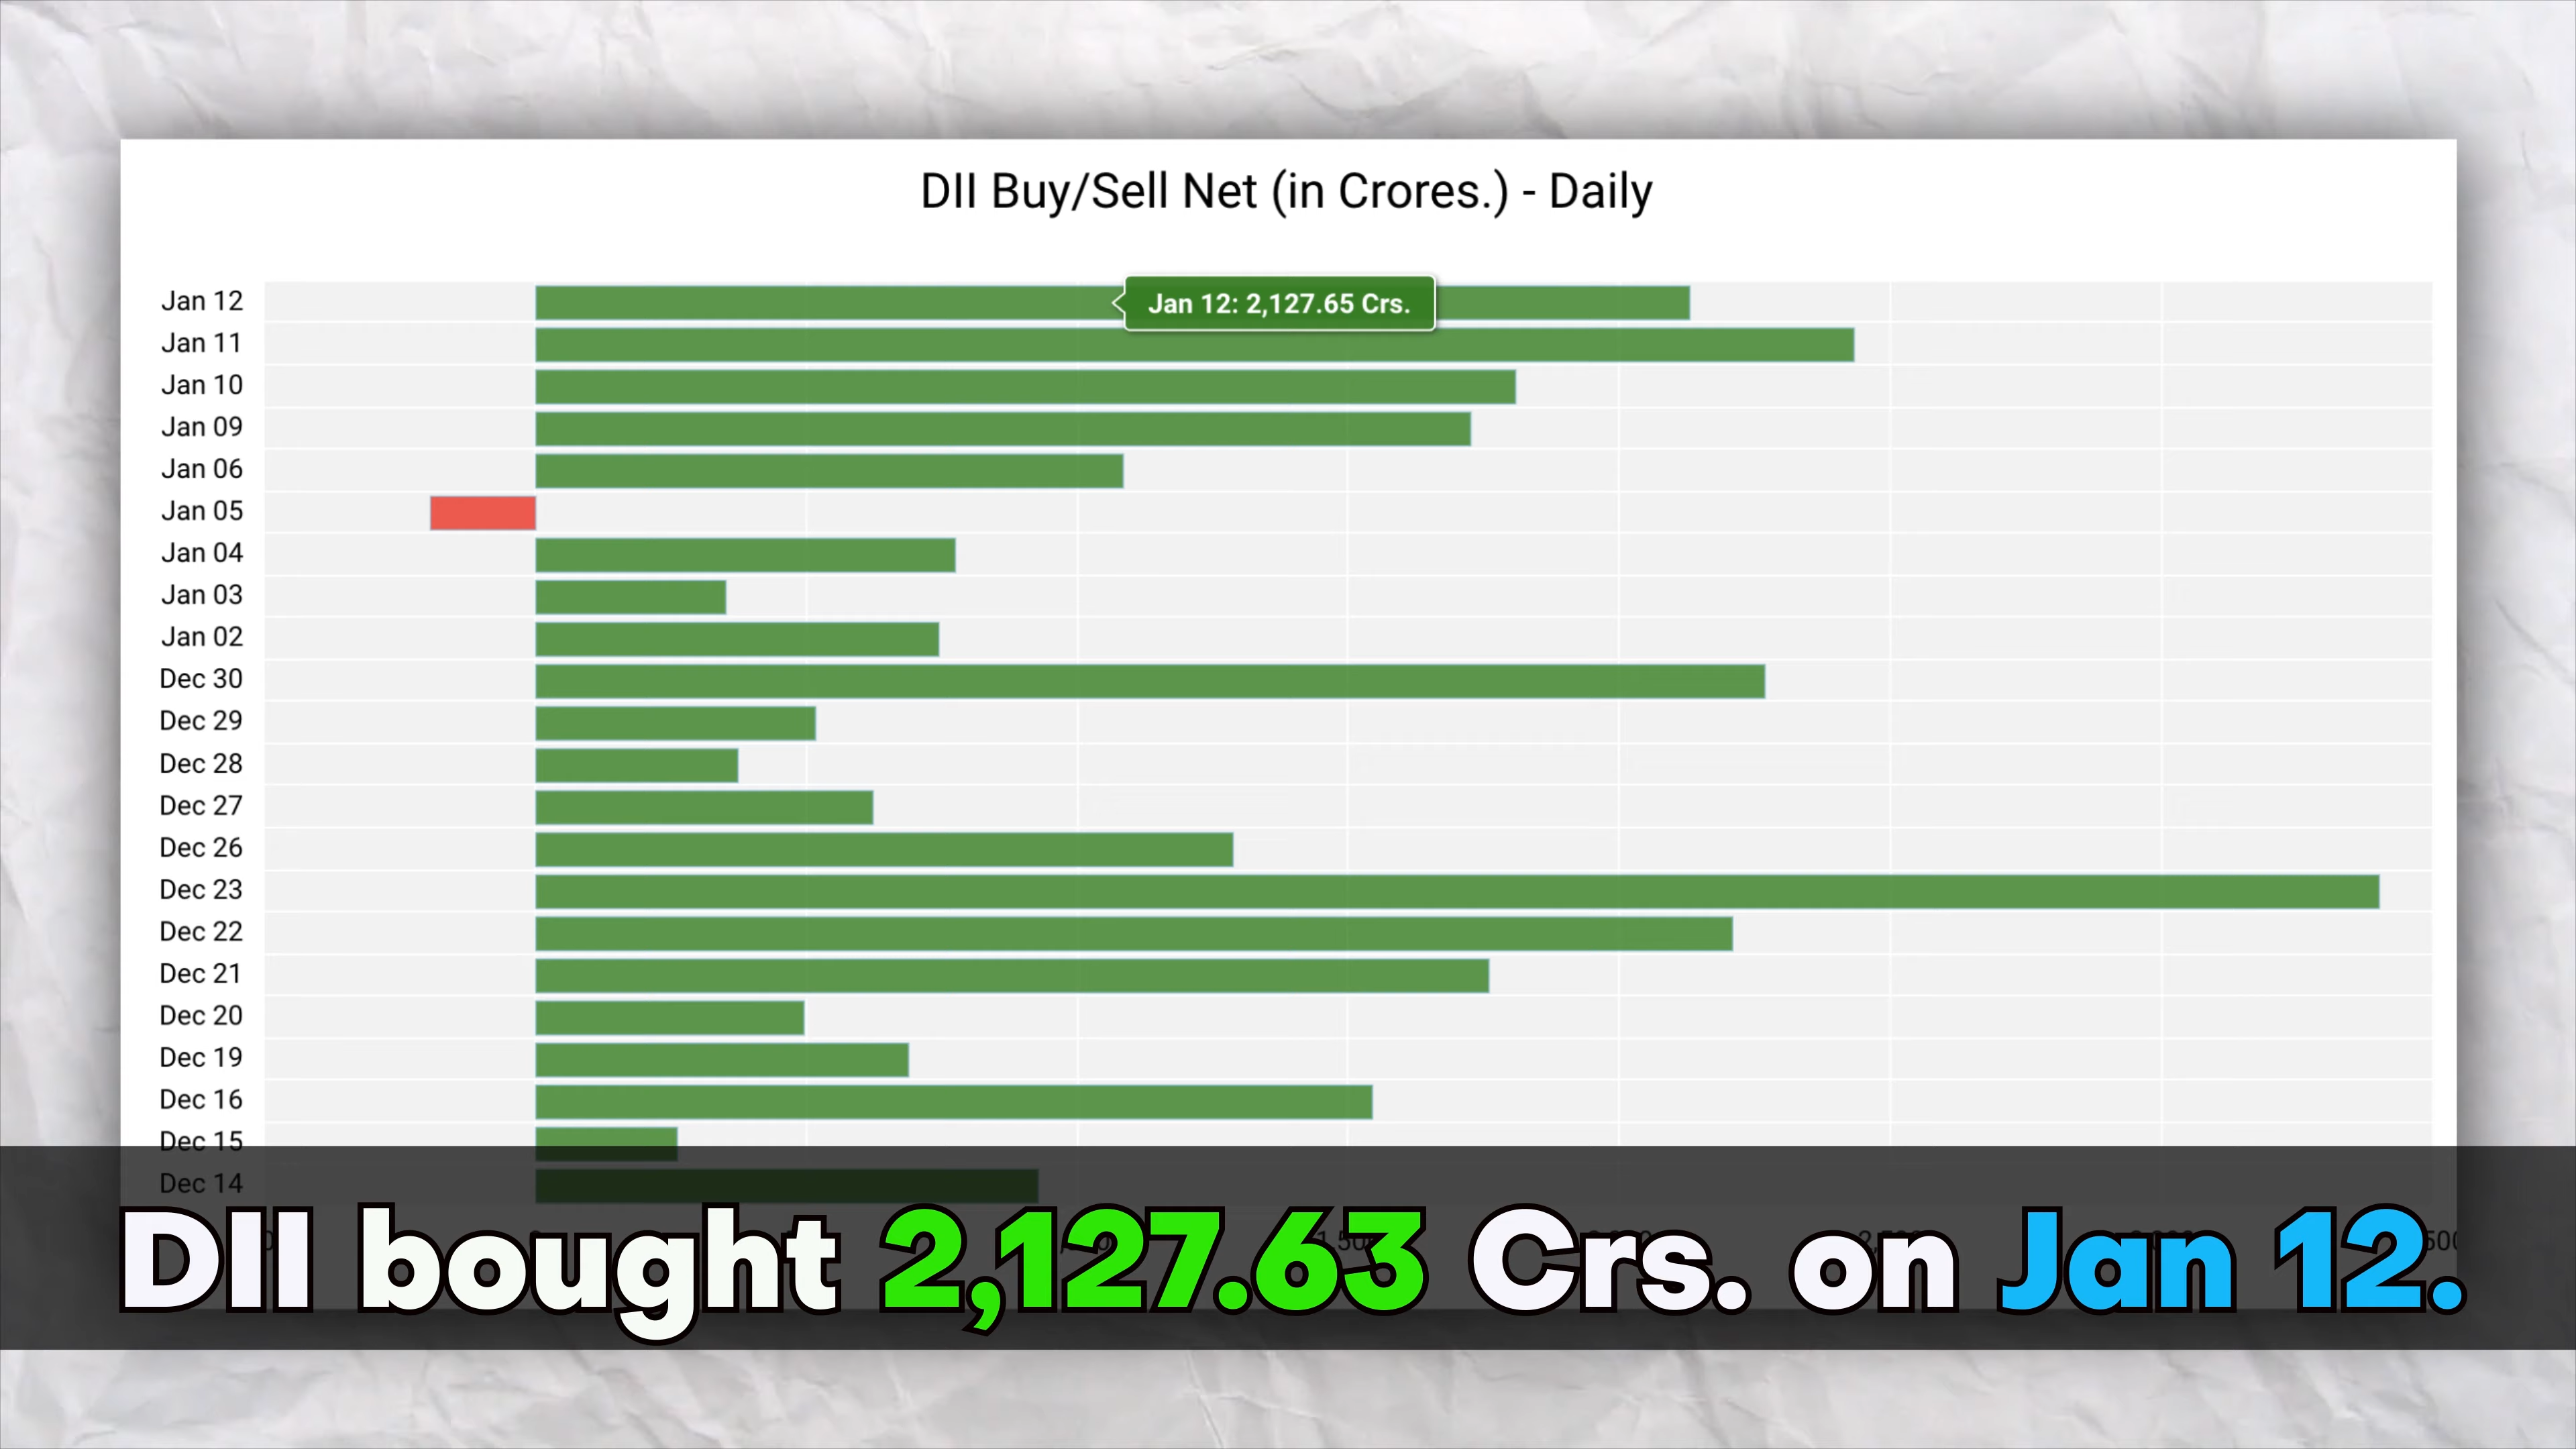 DII Buy/Sell Net (in Crores.) - Daily
Jan 12
Jan 12: 2,127.65 Crs.
Jan 11
Jan 10
Jan 09
Jan 06
Jan 05
Jan 04
Jan 03
Jan 02
Dec 30
Dec 29
Dec 28
Dec 27
Dec 26
Dec 23
Dec 22
Dec 21
Dec 20
Dec 19
Dec 16
Dec 15
Dec 14
DII bought 2,127.63 Crs. on Jan 12.